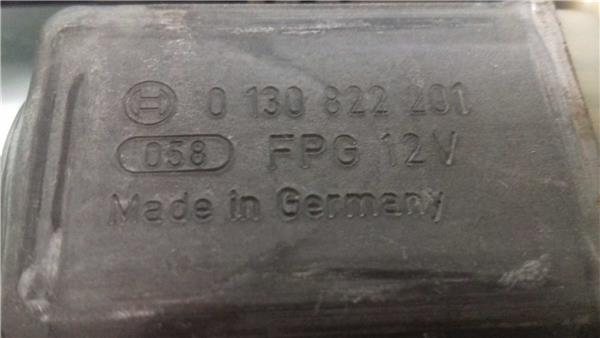 0 130 822 201
058 FPG 12V
Made in Germany